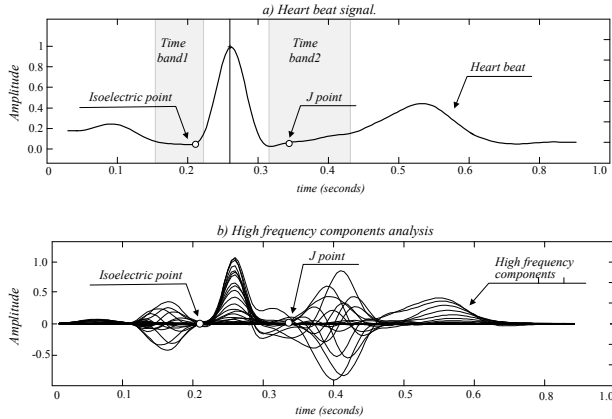 a) Heart beat signal.
Time
band1
Time
band2
Isoelectric point
J point
Heart beat
Amplitude
1
0.8
0.6
0.4
0.2
0.0
0 0.1 0.2 0.3 0.4 0.5 0.6 0.8 1.0
time (seconds)
b) High frequency components analysis
Isoelectric point
J point
High frequency
components
Amplitude
1.0
0.5
0
-0.5
0 0.1 0.2 0.3 0.4 0.5 0.6 0.8 1.0
time (seconds)